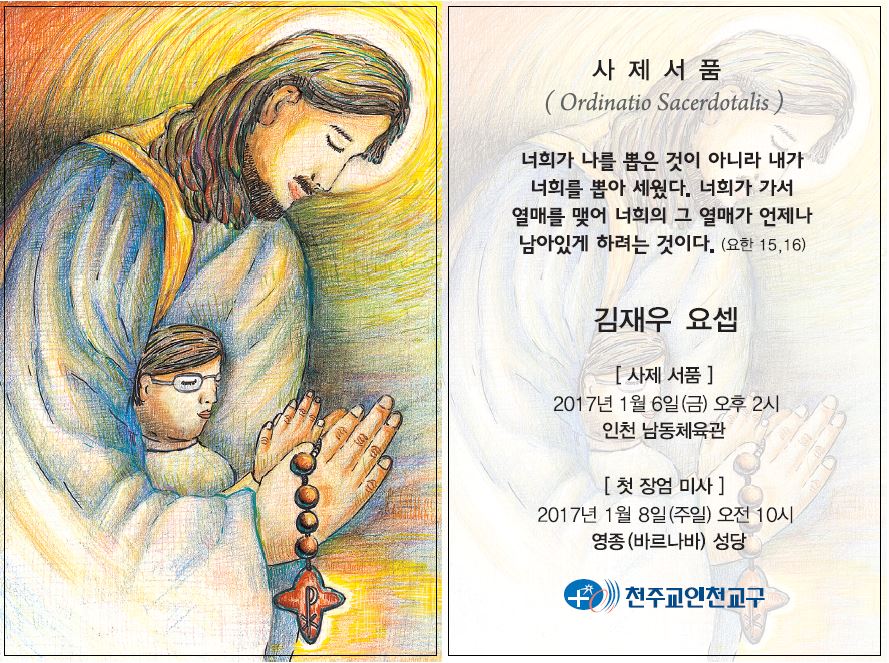 사 제 서 품
( Ordinatio Sacerdotalis )
너희가 나를 뽑은 것이 아니라 내가
너희를 뽑아 세웠다. 너희가 가서
열매를 맺어 너희의 그 열매가 언제나
남아있게 하려는 것이다. (요한 15,16)
김재우 요셉
[ 사제 서품 ]
2017년 1월 6일(금) 오후 2시
인천 남동체육관
[ 첫 장엄 미사 ]
2017년 1월 8일(주일) 오전 10시
영종(바르나바) 성당
천주교인천교구